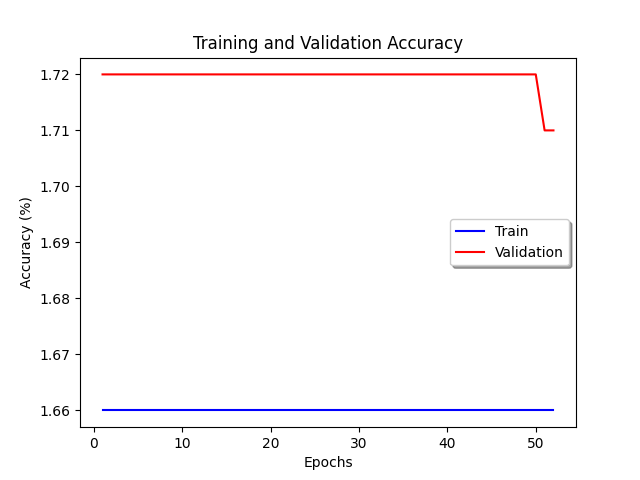 Training and Validation Accuracy
Accuracy (%)
1.72
1.71
1.70
1.69
1.68
1.67
1.66
Train
Validation
0
10
20
30
40
50
Epochs